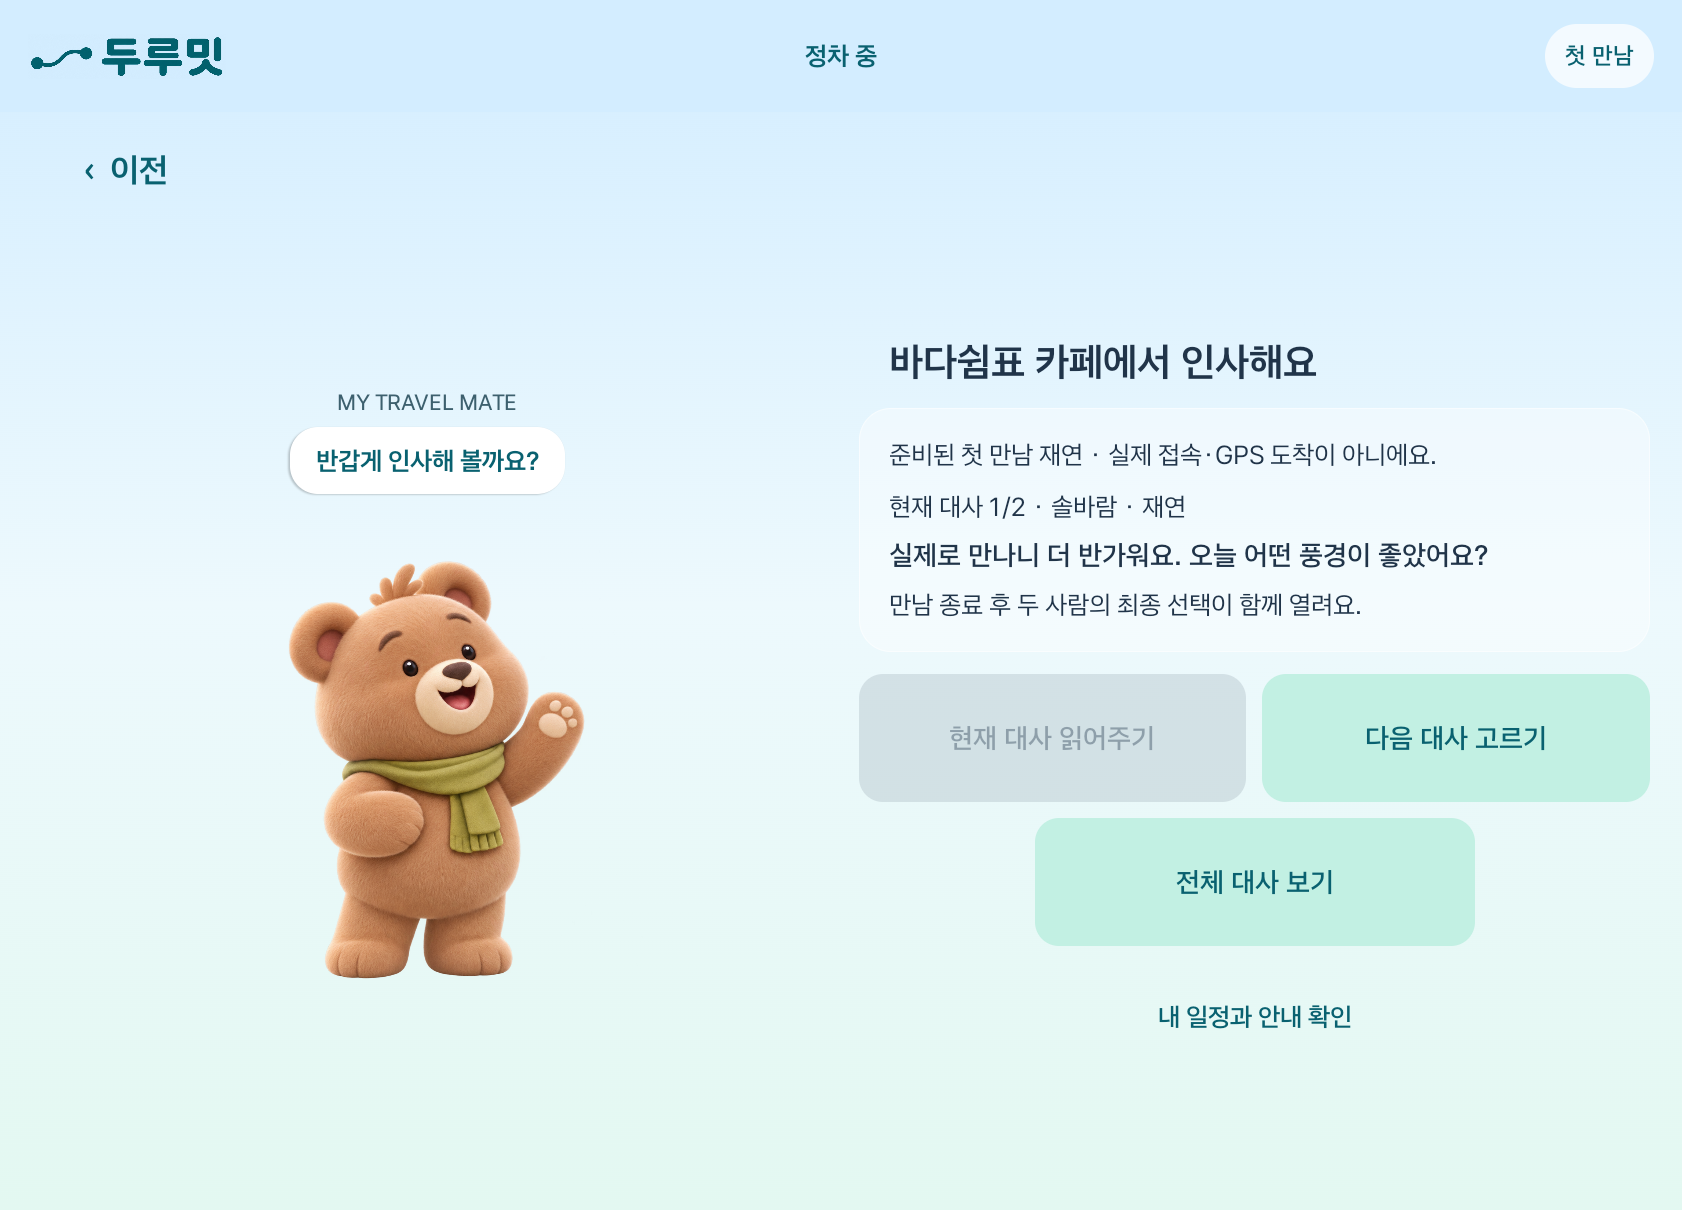 두루밋
정차 중
첫 만남
‹ 이전
MY TRAVEL MATE
반갑게 인사해 볼까요?
바다쉼표 카페에서 인사해요
준비된 첫 만남 재연 · 실제 접속·GPS 도착이 아니에요.
현재 대사 1/2 · 솔바람 · 재연
실제로 만나니 더 반가워요. 오늘 어떤 풍경이 좋았어요?
만남 종료 후 두 사람의 최종 선택이 함께 열려요.
현재 대사 읽어주기
다음 대사 고르기
전체 대사 보기
내 일정과 안내 확인